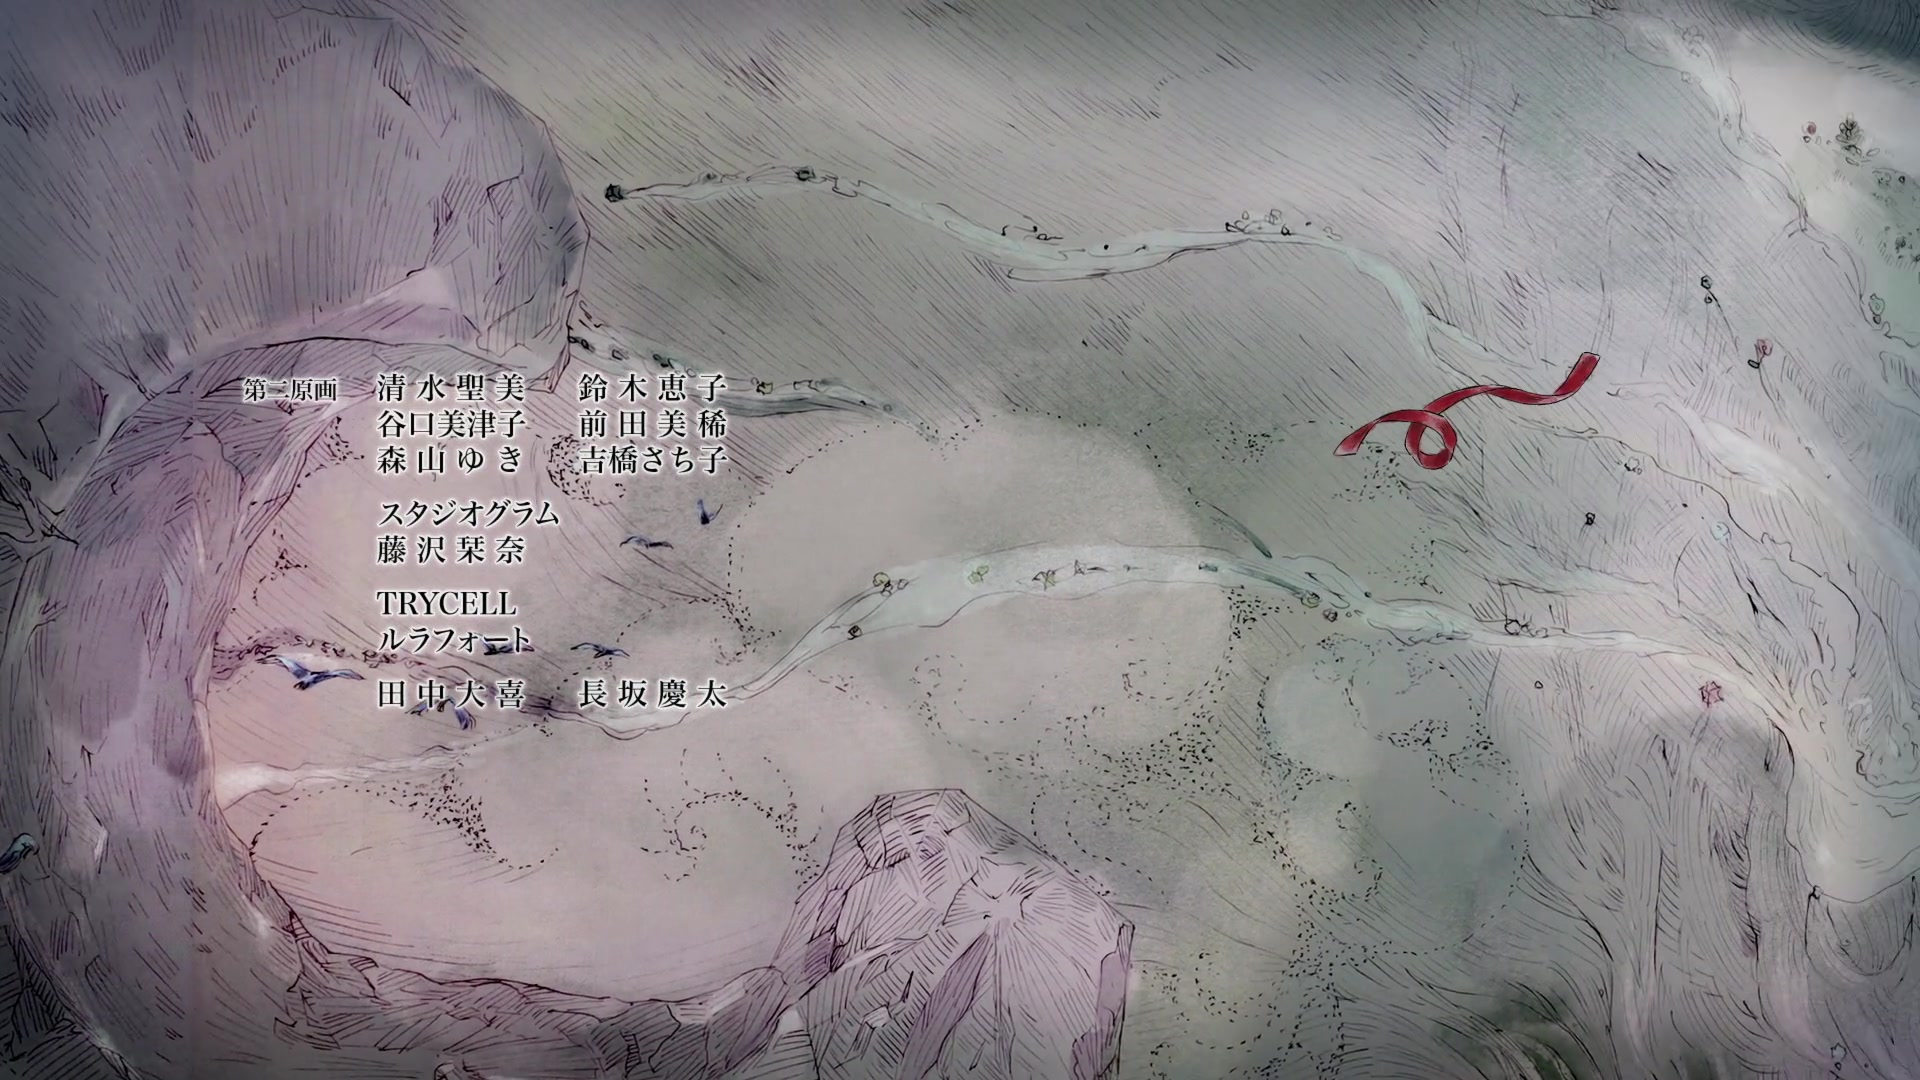 第二原画 清水聖美 鈴木恵子
谷口美津子 前田美稀
森山ゆき 吉橋さち子
スタジオグラム
藤沢栞奈
TRYCELL
ルラフォート
田中大喜 長坂慶太